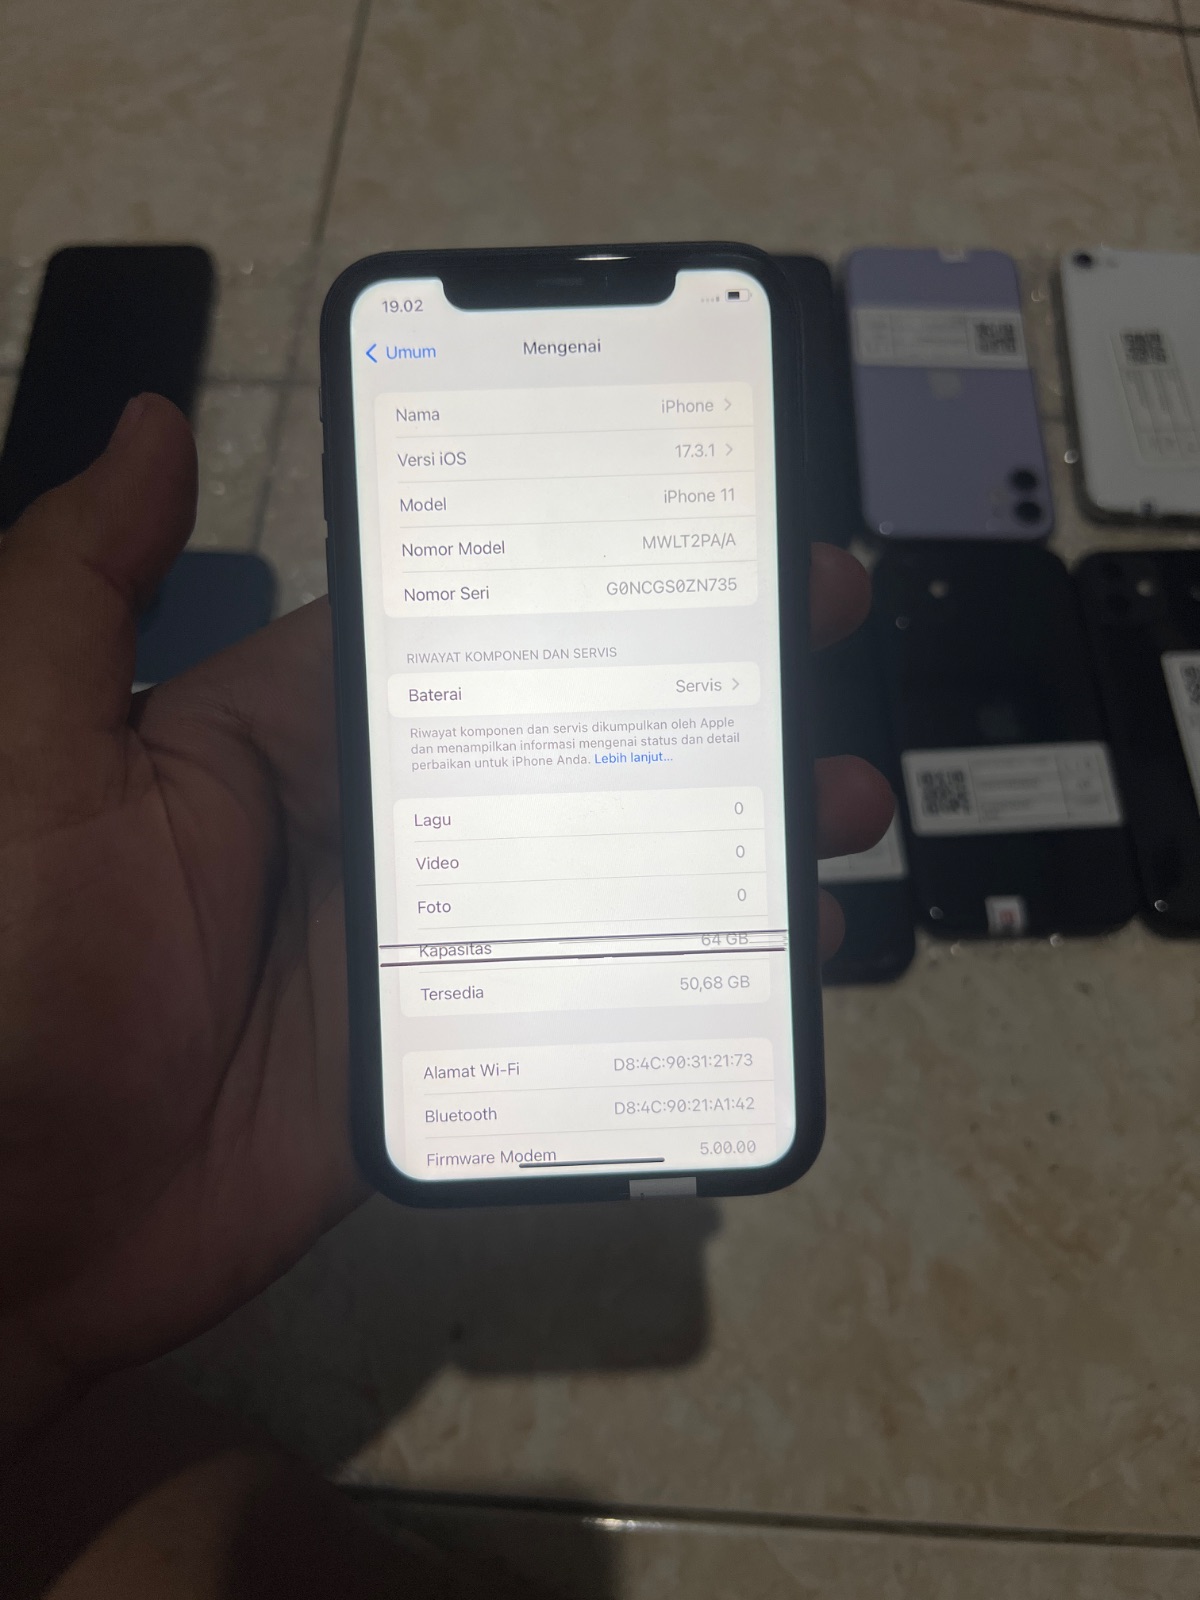 19.02
Umum
Mengenai
Nama iPhone
Versi iOS 17.3.1
Model iPhone 11
Nomor Model MWLT2PA/A
Nomor Seri G0NCGS0ZN735
RIWAYAT KOMPONEN DAN SERVIS
Baterai Servis
Riwayat komponen dan servis dikumpulkan oleh Apple
dan menampilkan informasi mengenai status dan detail
perbaikan untuk iPhone Anda. Lebih lanjut...
Lagu 0
Video 0
Foto 0
Kapasitas 64 GB
Tersedia 50,68 GB
Alamat Wi-Fi D8:4C:90:31:21:73
Bluetooth D8:4C:90:21:A1:42
Firmware Modem 5.00.00